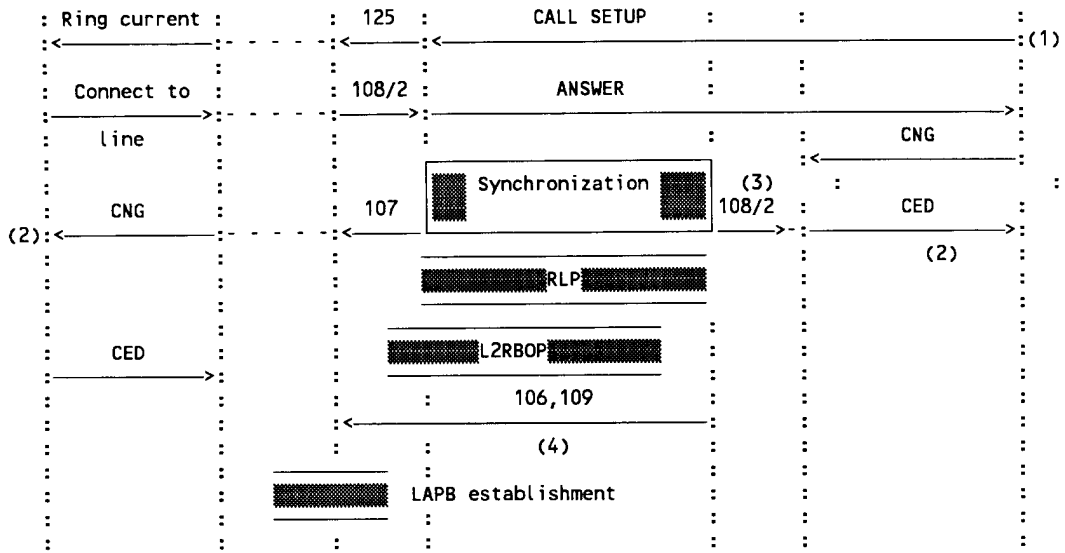 Ring current 125 CALL SETUP
(1)
Connect to 108/2 ANSWER
line CNG
Synchronization (3)
CNG 107 108/2 CED
(2) (2)
RLP
CED L2RBOP
106,109
(4)
LAPB establishment